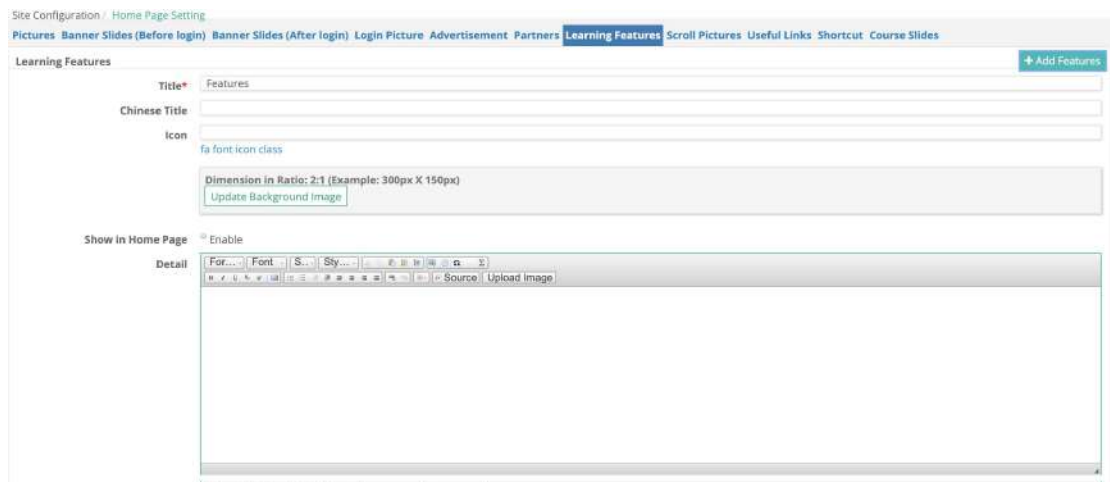 Site Configuration / Home Page Setting
Pictures Banner Slides (Before login) Banner Slides (After login) Login Picture Advertisement Partners Learning Features Scroll Pictures Useful Links Shortcut Course Slides
Learning Features
+ Add Features
Title* Features
Chinese Title
Icon
fa font icon class
Dimension in Ratio: 2:1 (Example: 300px X 150px)
Update Background Image
Show in Home Page Enable
Detail For... Font S... Sty... Ω Σ
Source Upload Image